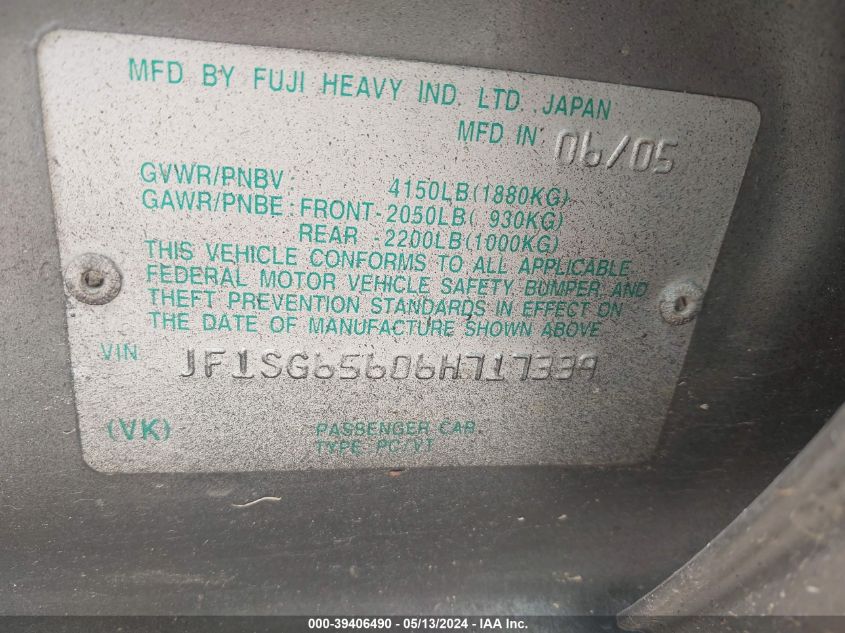 MFD BY FUJI HEAVY IND. LTD. JAPAN
MFD IN 06/05
GVWR/PNBV 4150LB(1880KG)
GAWR/PNBE: FRONT-2050LB( 930KG)
REAR -2200LB(1000KG)
THIS VEHICLE CONFORMS TO ALL APPLICABLE
FEDERAL MOTOR VEHICLE SAFETY, BUMPER, AND
THEFT PREVENTION STANDARDS IN EFFECT ON
THE DATE OF MANUFACTURE SHOWN ABOVE
VIN JF1SG65606H717339
(VK) PASSENGER CAR
TYPE PC/VT
000-39406490 - 05/13/2024 - IAA Inc.